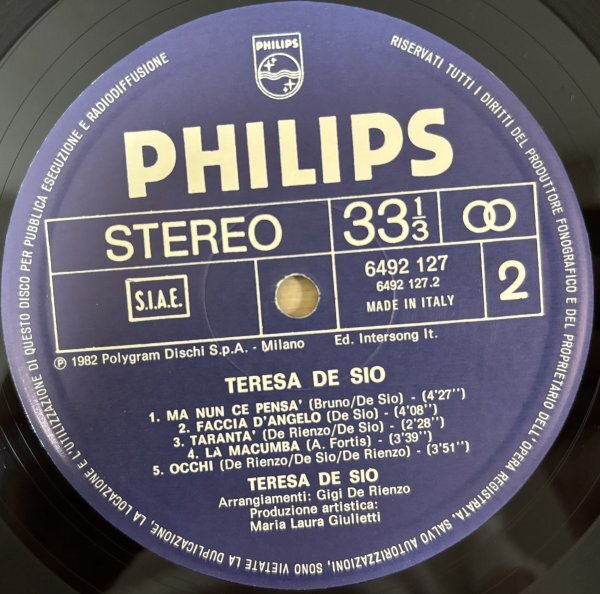 PHILIPS
PHILIPS
STEREO
33 1/3
S.I.A.E.
6492 127
6492 127.2
MADE IN ITALY
2
℗ 1982 Polygram Dischi S.p.A. - Milano
Ed. Intersong It.
TERESA DE SIO
1. MA NUN CE PENSA' (Bruno/De Sio) - (4'27'')
2. FACCIA D'ANGELO (De Sio) - (4'08'')
3. TARANTA' (De Rienzo/De Sio) - (2'28'')
4. LA MACUMBA (A. Fortis) - (3'39'')
5. OCCHI (De Rienzo/De Sio/De Rienzo) - (3'51'')
TERESA DE SIO
Arrangiamenti: Gigi De Rienzo
Produzione artistica:
Maria Laura Giulietti
RISERVATI TUTTI I DIRITTI DEL PRODUTTORE FONOGRAFICO E DEL PROPRIETARIO DELL'OPERA REGISTRATA. SALVO AUTORIZZAZIONI, SONO VIETATE LA DUPLICAZIONE, LA LOCAZIONE E L'UTILIZZAZIONE DI QUESTO DISCO PER PUBBLICA ESECUZIONE E RADIODIFFUSIONE